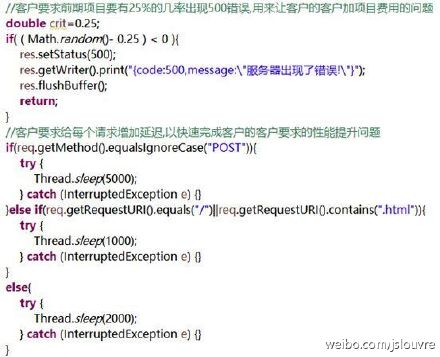 //客户要求前期项目要有25%的几率出现500错误,用来让客户的客户加项目费用的问题
double crit=0.25;
if( ( Math.random()- 0.25 ) < 0 ){
res.setStatus(500);
res.getWriter().print("{code:500,message:\"服务器出现了错误!\"}");
res.flushBuffer();
return;
}
//客户要求给每个请求增加延迟,以快速完成客户的客户要求的性能提升问题
if(req.getMethod().equalsIgnoreCase("POST")){
try {
Thread.sleep(5000);
} catch (InterruptedException e) {}
}else if(req.getRequestURI().equals("/")||req.getRequestURI().contains(".html")){
try {
Thread.sleep(1000);
} catch (InterruptedException e) {}
}
else{
try {
Thread.sleep(2000);
} catch (InterruptedException e) {}
}
weibo.com/jslouvre